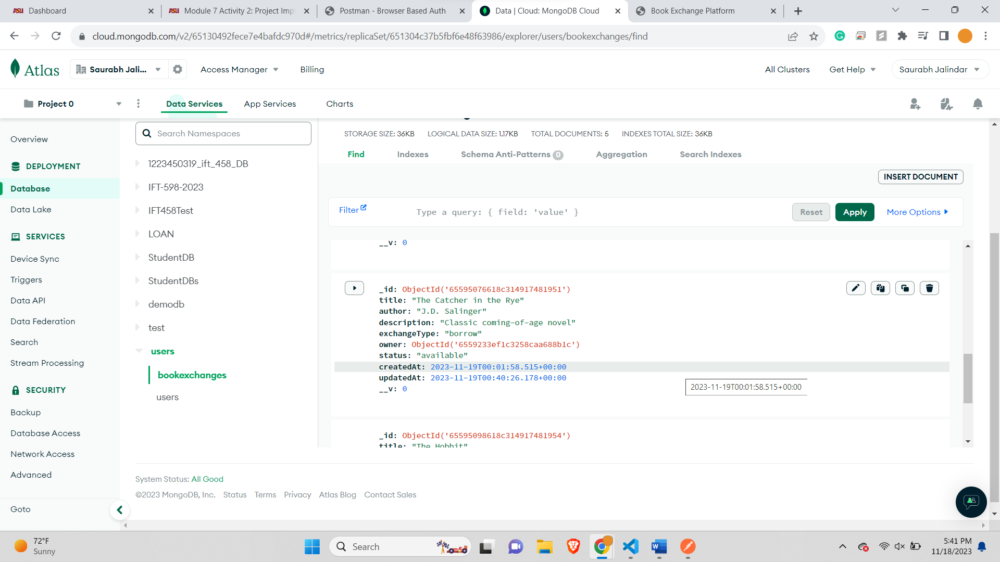 Dashboard
Module 7 Activity 2: Project Impl
Postman - Browser Based Auth
Data | Cloud: MongoDB Cloud
Book Exchange Platform
cloud.mongodb.com/v2/65130492fece7e4bafdc970d#/metrics/replicaSet/651304c37b5fbf6e48f63986/explorer/users/bookexchanges/find
Atlas
Saurabh Jali...
Access Manager
Billing
All Clusters
Get Help
Saurabh Jalindar
Project 0
Data Services
App Services
Charts
Overview
DEPLOYMENT
Database
Data Lake
SERVICES
Device Sync
Triggers
Data API
Data Federation
Search
Stream Processing
SECURITY
Backup
Database Access
Network Access
Advanced
Goto
Search Namespaces
1223450319_ift_458_DB
IFT-598-2023
IFT458Test
LOAN
StudentDB
StudentDBs
demodb
test
users
bookexchanges
users
STORAGE SIZE: 36KB LOGICAL DATA SIZE: 1.17KB TOTAL DOCUMENTS: 5 INDEXES TOTAL SIZE: 36KB
Find Indexes Schema Anti-Patterns 0 Aggregation Search Indexes
INSERT DOCUMENT
Filter Type a query: { field: 'value' } Reset Apply More Options
__v: 0
_id: ObjectId('65595076618c314917481951')
title: "The Catcher in the Rye"
author: "J.D. Salinger"
description: "Classic coming-of-age novel"
exchangeType: "borrow"
owner: ObjectId('6559233ef1c3258caa688b1c')
status: "available"
createdAt: 2023-11-19T00:01:58.515+00:00
updatedAt: 2023-11-19T00:40:26.178+00:00
__v: 0
2023-11-19T00:01:58.515+00:00
_id: ObjectId('65595098618c314917481954')
title: "The Hobbit"
System Status: All Good
©2023 MongoDB, Inc. Status Terms Privacy Atlas Blog Contact Sales
72°F
Sunny
Search
5:41 PM
11/18/2023